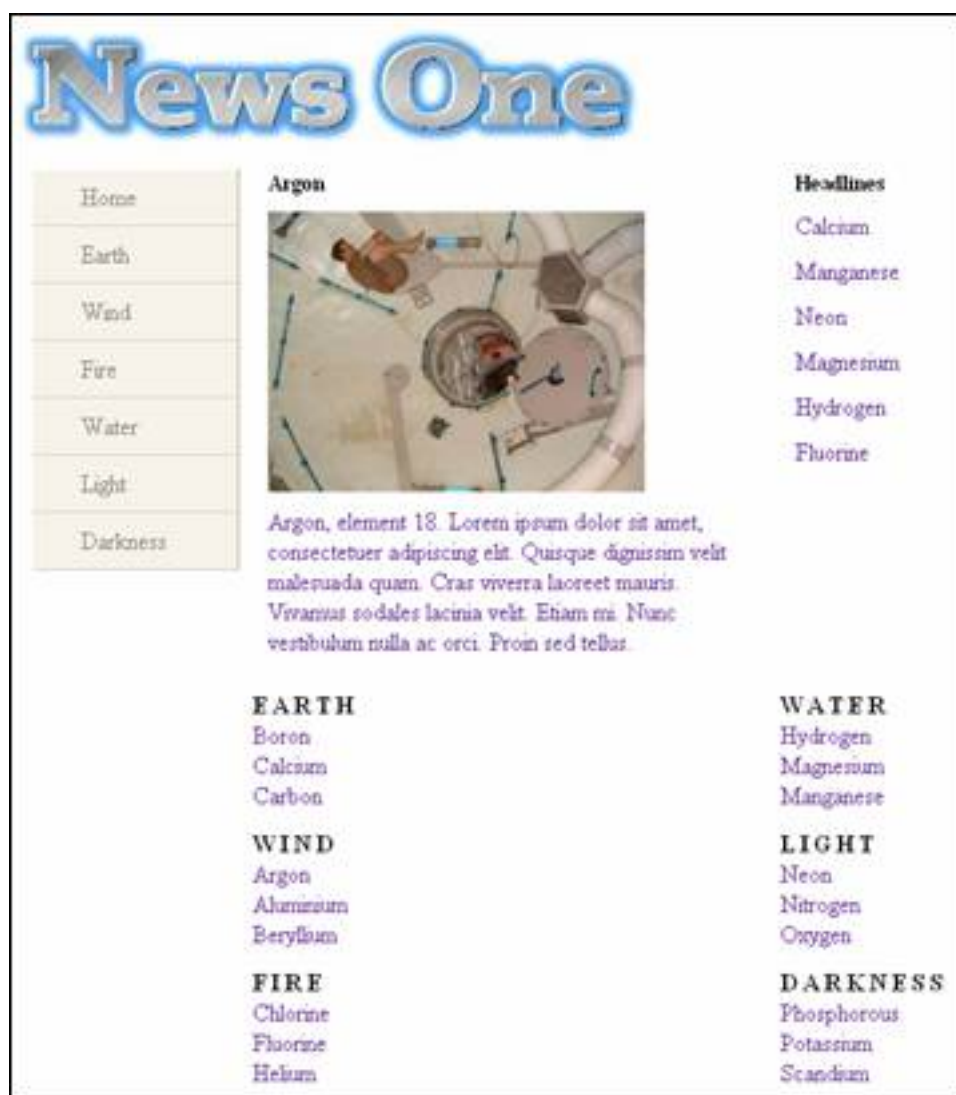 News One
Home
Earth
Wind
Fire
Water
Light
Darkness
Argon
Argon, element 18. Lorem ipsum dolor sit amet,
consectetuer adipiscing elit. Quisque dignissim velit
malesuada quam. Cras viverra laoreet mauris.
Vivamus sodales lacinia velit. Etiam mi. Nunc
vestibulum nulla ac orci. Proin sed tellus.
Headlines
Calcium
Manganese
Neon
Magnesium
Hydrogen
Fluorine
EARTH
Boron
Calcium
Carbon
WIND
Argon
Aluminium
Beryllium
FIRE
Chlorine
Fluorine
Helium
WATER
Hydrogen
Magnesium
Manganese
LIGHT
Neon
Nitrogen
Oxygen
DARKNESS
Phosphorous
Potassium
Scandium